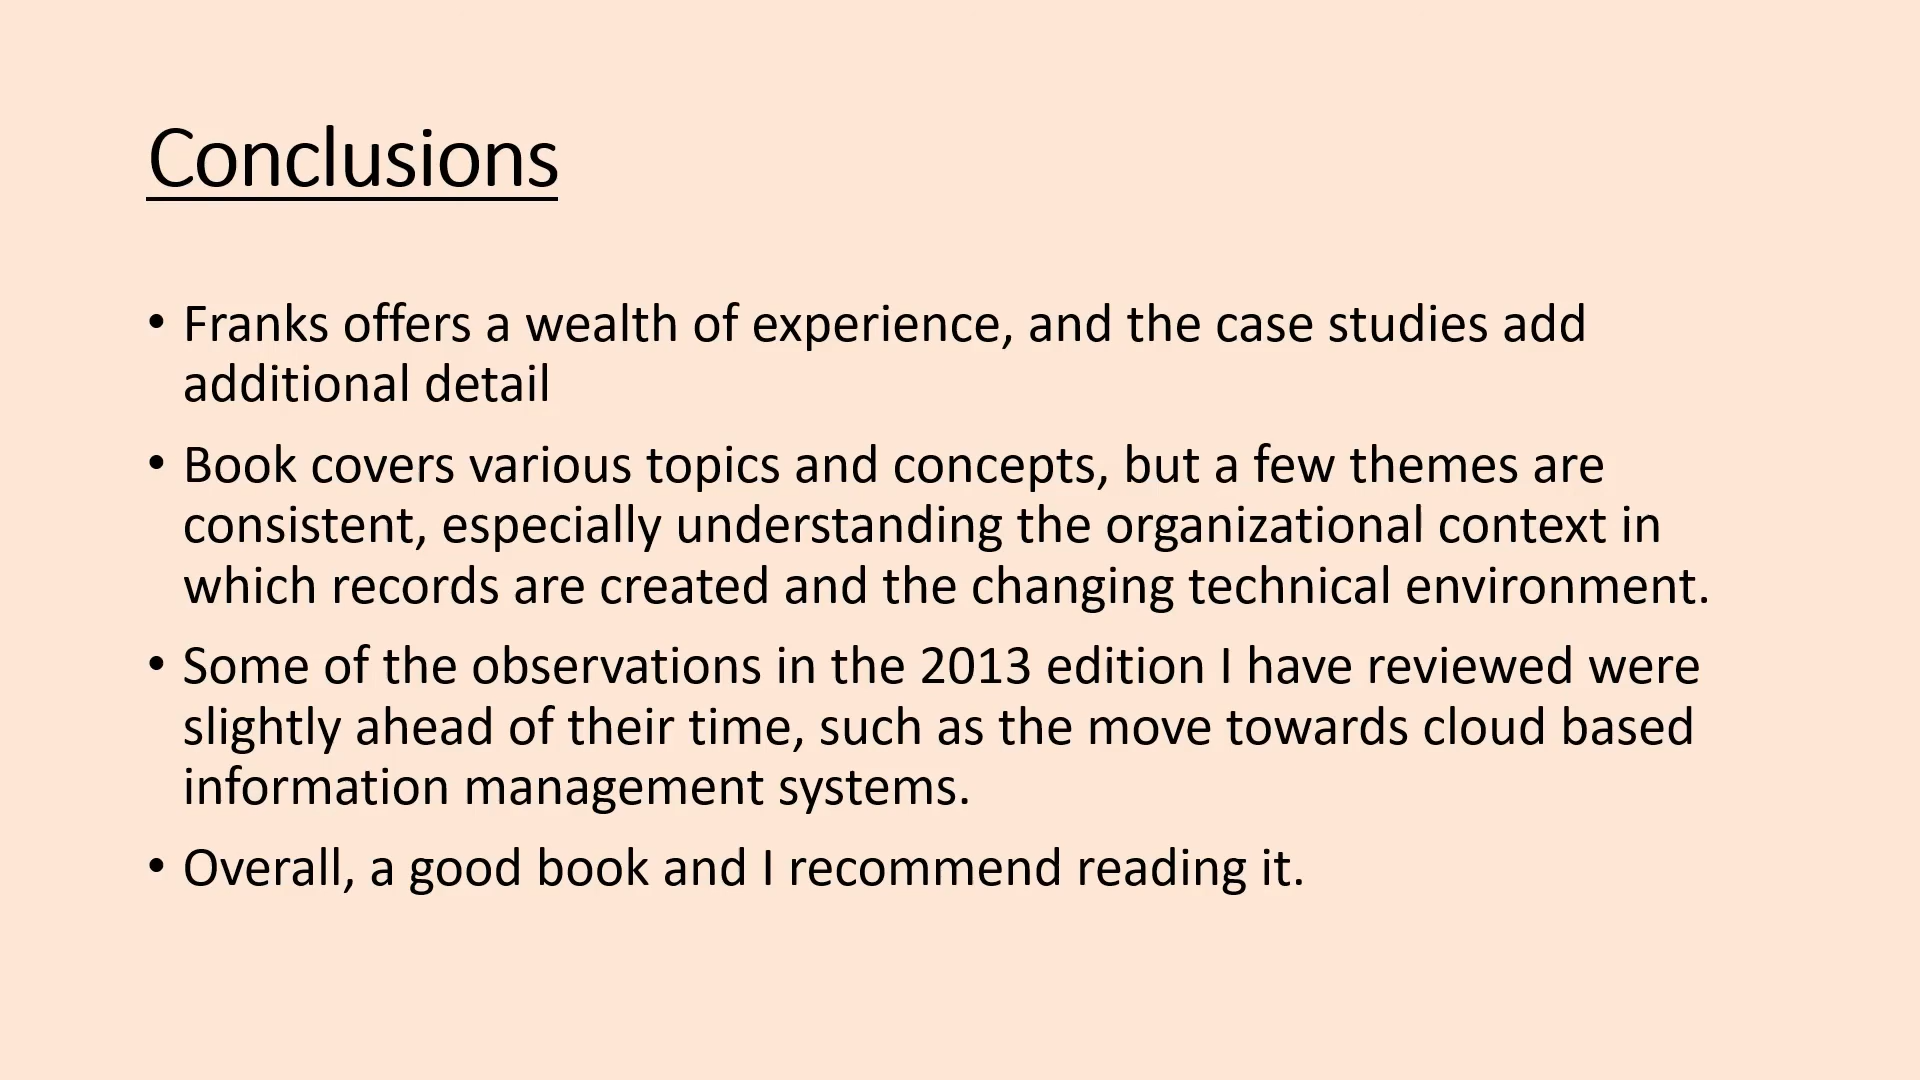 Conclusions
• Franks offers a wealth of experience, and the case studies add
additional detail
• Book covers various topics and concepts, but a few themes are
consistent, especially understanding the organizational context in
which records are created and the changing technical environment.
• Some of the observations in the 2013 edition I have reviewed were
slightly ahead of their time, such as the move towards cloud based
information management systems.
• Overall, a good book and I recommend reading it.